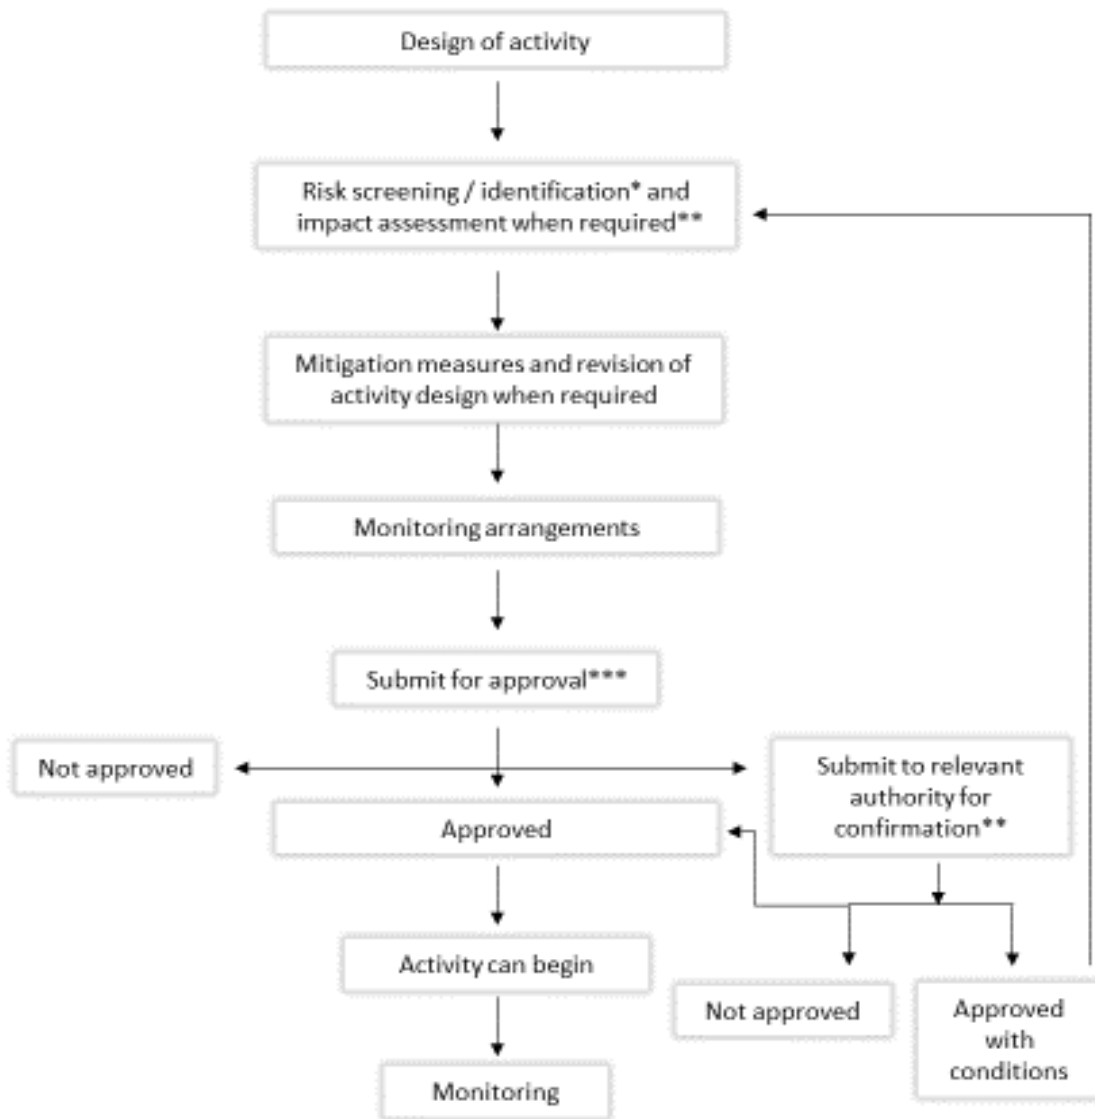 Design of activity
Risk screening / identification* and
impact assessment when required**
Mitigation measures and revision of
activity design when required
Monitoring arrangements
Submit for approval***
Not approved
Submit to relevant
authority for
confirmation**
Approved
Activity can begin
Not approved
Approved
with
conditions
Monitoring